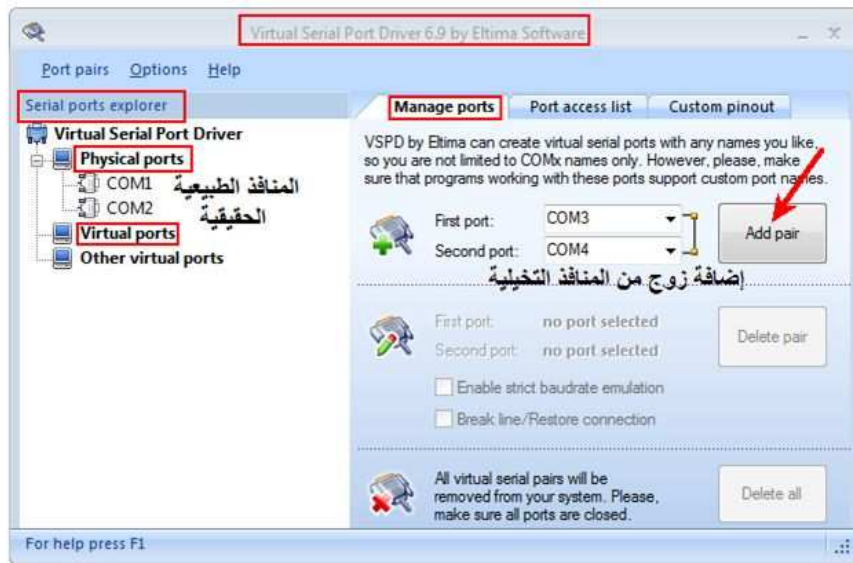 Virtual Serial Port Driver 6.9 by Eltima Software
Port pairs Options Help
Serial ports explorer
Virtual Serial Port Driver
Physical ports
COM1
COM2
المنافذ الطبيعية
الحقيقية
Virtual ports
Other virtual ports
Manage ports Port access list Custom pinout
VSPD by Eltima can create virtual serial ports with any names you like,
so you are not limited to COMx names only. However, please, make
sure that programs working with these ports support custom port names.
First port: COM3
Second port: COM4
Add pair
إضافة زوج من المنافذ التخيلية
First port: no port selected
Second port: no port selected
Delete pair
Enable strict baudrate emulation
Break line/Restore connection
All virtual serial pairs will be
removed from your system. Please,
make sure all ports are closed.
Delete all
For help press F1